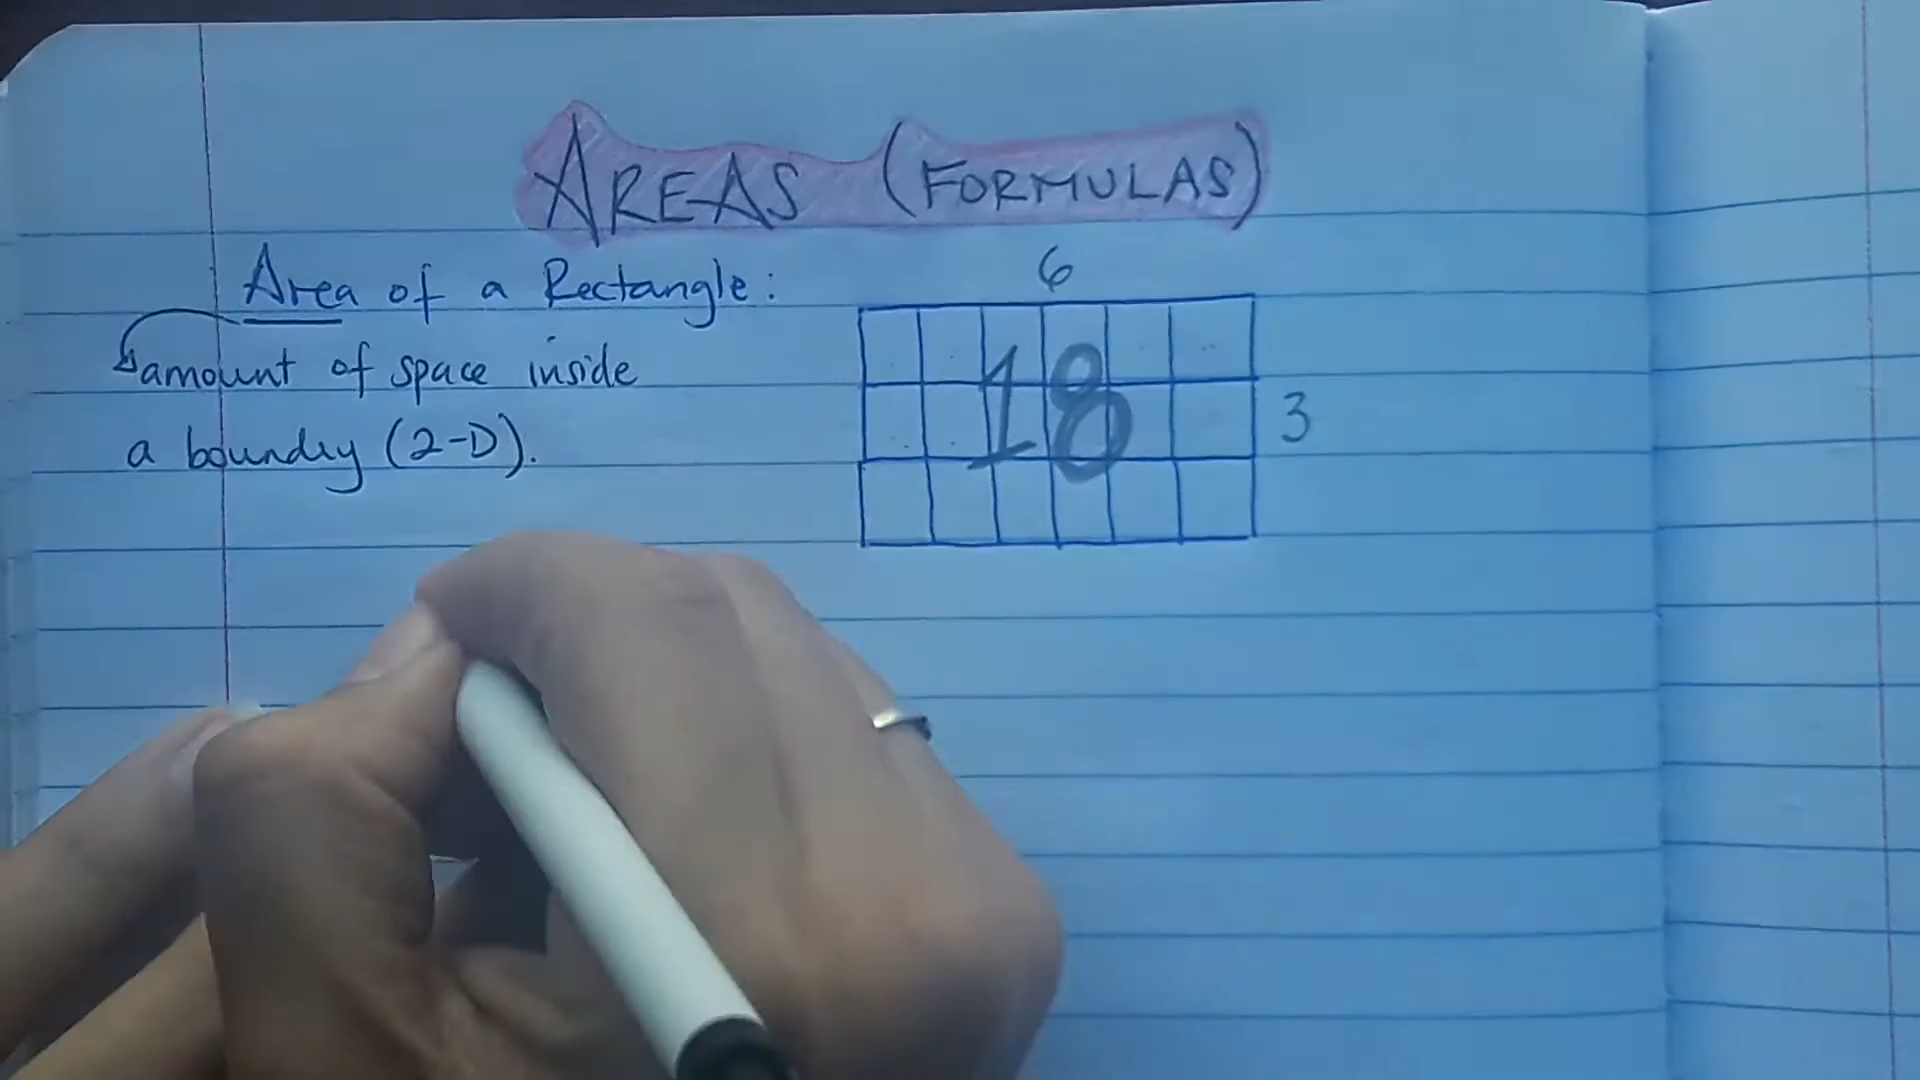 AREAS (FORMULAS)
Area of a Rectangle:
amount of space inside
a boundry (2-D).
6
18
3